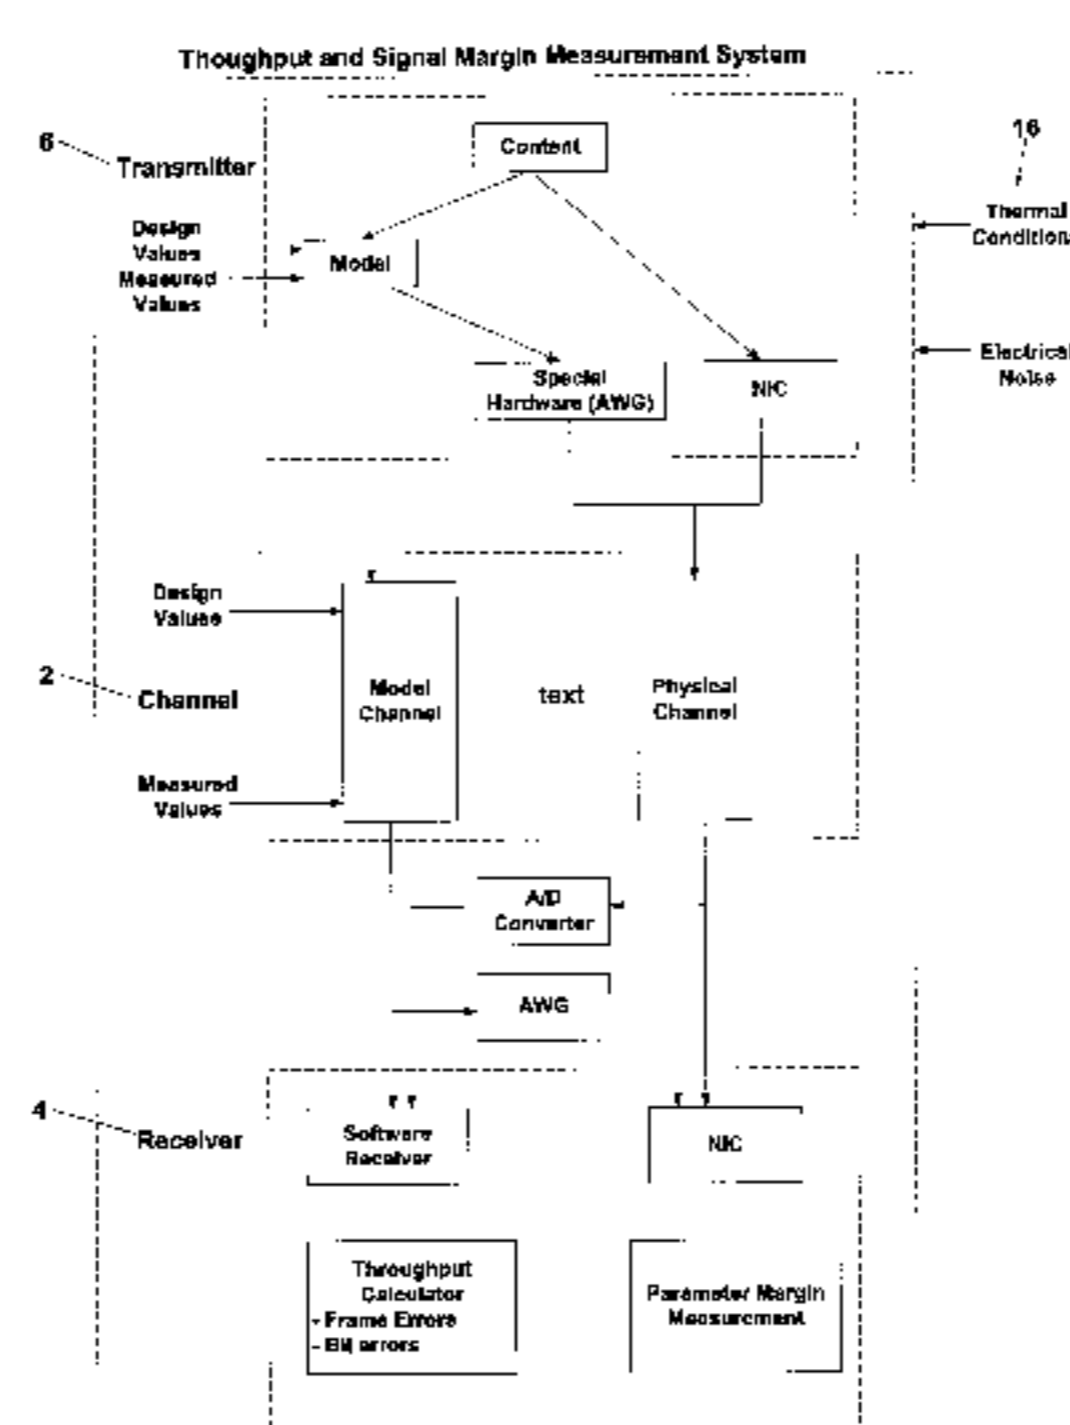 Thoughput and Signal Margin Measurement System
6
Transmitter
Content
16
Thermal
Condition
Design
Values
Measured
Values
Model
Electrical
Noise
Special
Hardware (AWG)
NIC
Design
Values
2
Channel
Model
Channel
text
Physical
Channel
Measured
Values
A/D
Converter
AWG
4
Receiver
Software
Receiver
NIC
Throughput
Calculator
- Frame Errors
- Bit errors
Parameter Margin
Measurement